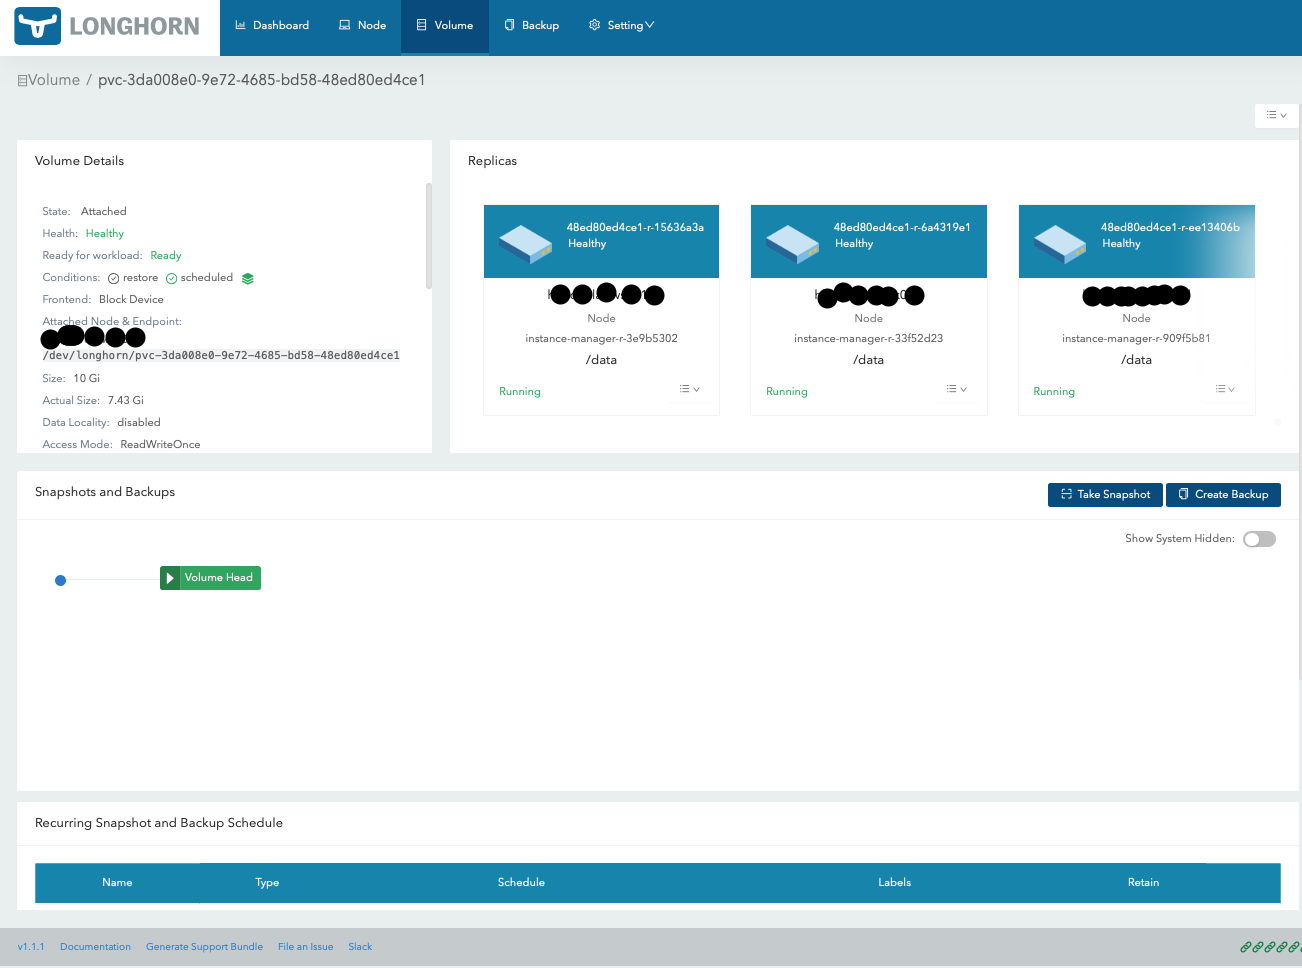 LONGHORN
Dashboard
Node
Volume
Backup
Setting
Volume / pvc-3da008e0-9e72-4685-bd58-48ed80ed4ce1
Volume Details
State: Attached
Health: Healthy
Ready for workload: Ready
Conditions: restore scheduled
Frontend: Block Device
Attached Node & Endpoint:
/dev/longhorn/pvc-3da008e0-9e72-4685-bd58-48ed80ed4ce1
Size: 10 Gi
Actual Size: 7.43 Gi
Data Locality: disabled
Access Mode: ReadWriteOnce
Replicas
48ed80ed4ce1-r-15636a3a
Healthy
Node
instance-manager-r-3e9b5302
/data
Running
48ed80ed4ce1-r-6a4319e1
Healthy
Node
instance-manager-r-33f52d23
/data
Running
48ed80ed4ce1-r-ee13406b
Healthy
Node
instance-manager-r-909f5b81
/data
Running
Snapshots and Backups
Take Snapshot
Create Backup
Show System Hidden:
Volume Head
Recurring Snapshot and Backup Schedule
Name Type Schedule Labels Retain
v1.1.1 Documentation Generate Support Bundle File an Issue Slack